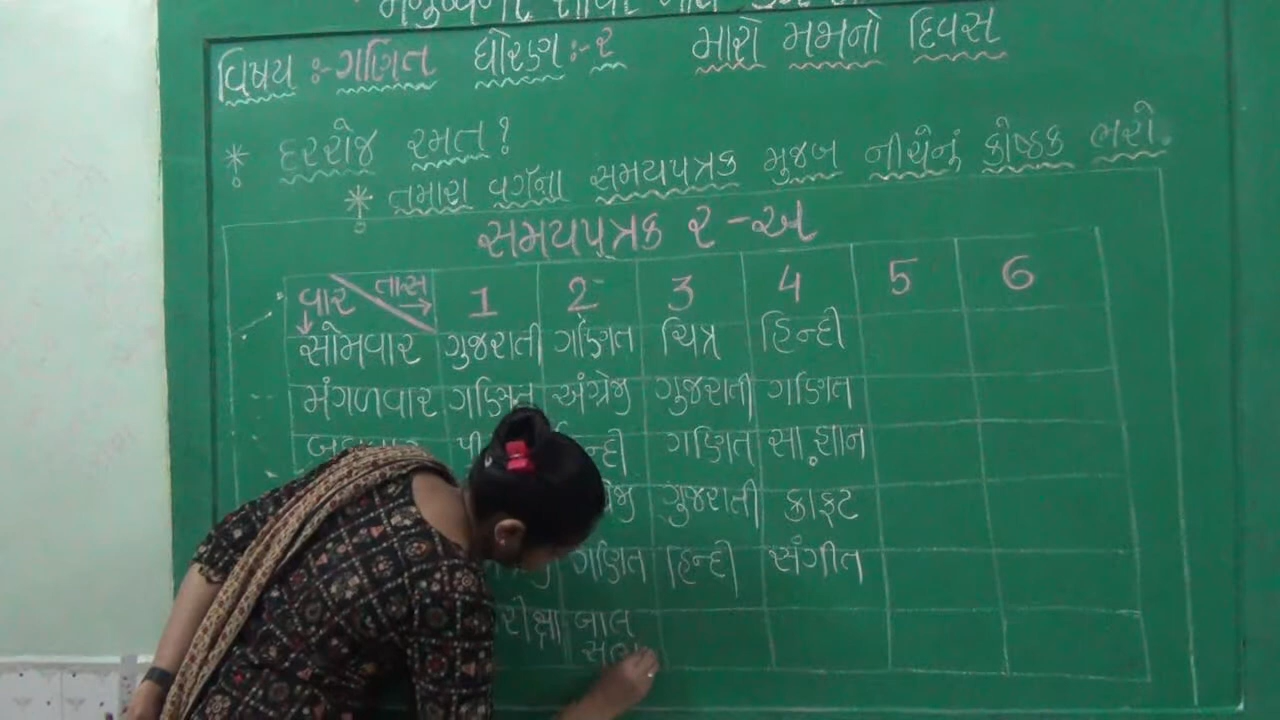 વિષય :- ગણિત ધોરણ :- ૨ મારો મમનો દિવસ
* દરરોજ રમત ?
* તમારા વર્ગના સમયપત્રક મુજબ નીચેનું કોષ્ટક ભરો.
સમયપત્રક ૨ - અ
વાર તાસ 1 2 3 4 5 6
સોમવાર ગુજરાતી ગણિત ચિત્ર હિન્દી
મંગળવાર ગણિત અંગ્રેજી ગુજરાતી ગણિત
ગણિત સા.જ્ઞાન
ગુજરાતી ક્રાફ્ટ
ગણિત હિન્દી સંગીત
બાલ